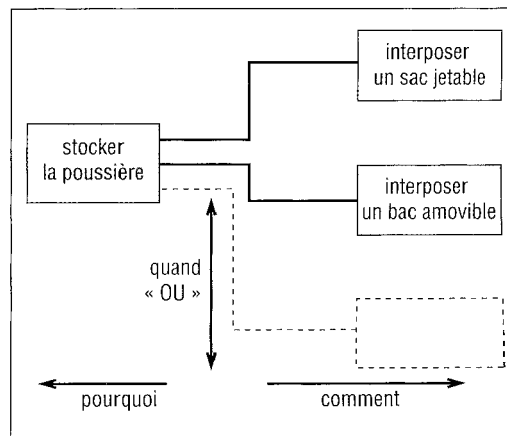 interposer
un sac jetable
stocker
la poussière
interposer
un bac amovible
quand
« OU »
pourquoi
comment